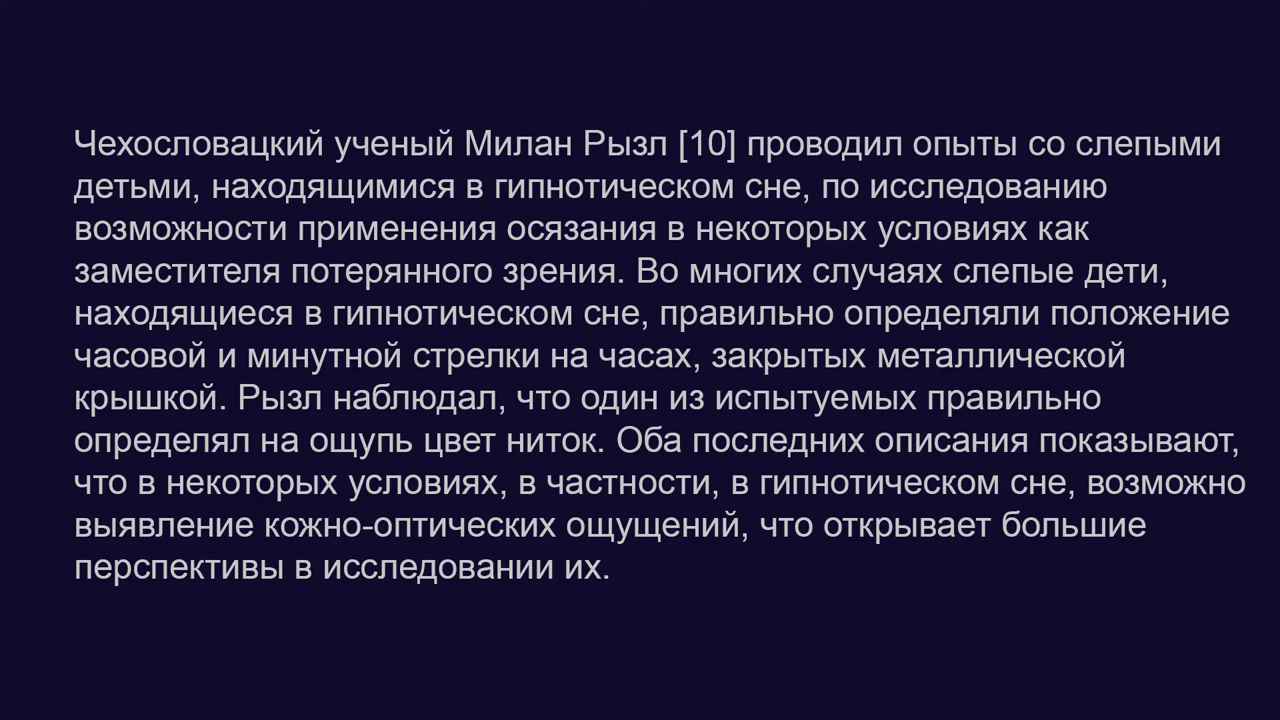 Чехословацкий ученый Милан Рызл [10] проводил опыты со слепыми
детьми, находящимися в гипнотическом сне, по исследованию
возможности применения осязания в некоторых условиях как
заместителя потерянного зрения. Во многих случаях слепые дети,
находящиеся в гипнотическом сне, правильно определяли положение
часовой и минутной стрелки на часах, закрытых металлической
крышкой. Рызл наблюдал, что один из испытуемых правильно
определял на ощупь цвет ниток. Оба последних описания показывают,
что в некоторых условиях, в частности, в гипнотическом сне, возможно
выявление кожно-оптических ощущений, что открывает большие
перспективы в исследовании их.